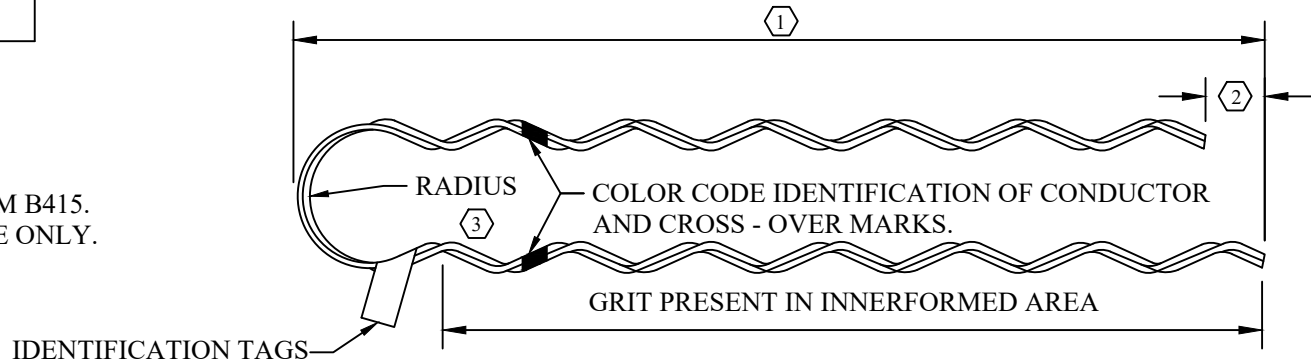 1
2
RADIUS
3
COLOR CODE IDENTIFICATION OF CONDUCTOR
AND CROSS - OVER MARKS.
M B415.
E ONLY.
GRIT PRESENT IN INNERFORMED AREA
IDENTIFICATION TAGS